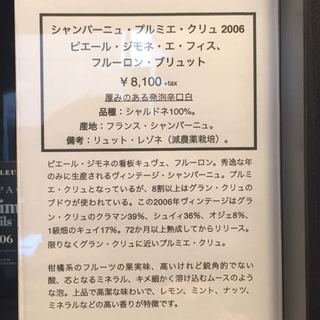 シャンパーニュ・プルミエ・クリュ 2006
ピエール・ジモネ・エ・フィス、
フルーロン・ブリュット
￥8,100 +tax
厚みのある発泡辛口白
品種：シャルドネ100%。
産地：フランス・シャンパーニュ。
備考：リュット・レゾネ（減農薬栽培）。
ピエール・ジモネの看板キュヴェ、フルーロン。秀逸な年
のみに生産されるヴィンテージ・シャンパーニュ。プルミ
エ・クリュとなっているが、8割以上はグラン・クリュの
ブドウが使われている。この2006年ヴィンテージはグラ
ン・クリュのクラマン39%、シュイイ36%、オジェ8%、
1級畑のキュイ17%。72か月以上熟成してからリリース。
限りなくグラン・クリュに近いプルミエ・クリュ。
柑橘系のフルーツの果実味、高いけれど鋭角的でない
酸、芯となるミネラル、キメ細かく溶け込むムースのよう
な泡。上品で高潔な味わいで、レモン、ミント、ナッツ、
ミネラルなどの高い香りが特徴です。